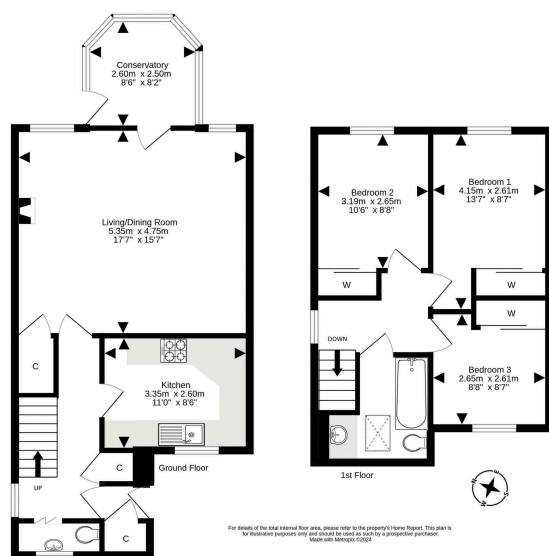 Conservatory
2.60m x 2.50m
8'6" x 8'2"
Living/Dining Room
5.35m x 4.75m
17'7" x 15'7"
C
Kitchen
3.35m x 2.60m
11'0" x 8'6"
UP
C
Ground Floor
C
Bedroom 2
3.19m x 2.65m
10'6" x 8'8"
Bedroom 1
4.15m x 2.61m
13'7" x 8'7"
W
W
W
DOWN
Bedroom 3
2.65m x 2.61m
8'8" x 8'7"
1st Floor
N
E
S
W
For details of the total internal floor area, please refer to the property's Home Report. This plan is
for illustrative purposes only and should be used as such by a prospective purchaser.
Made with Metropix ©2024